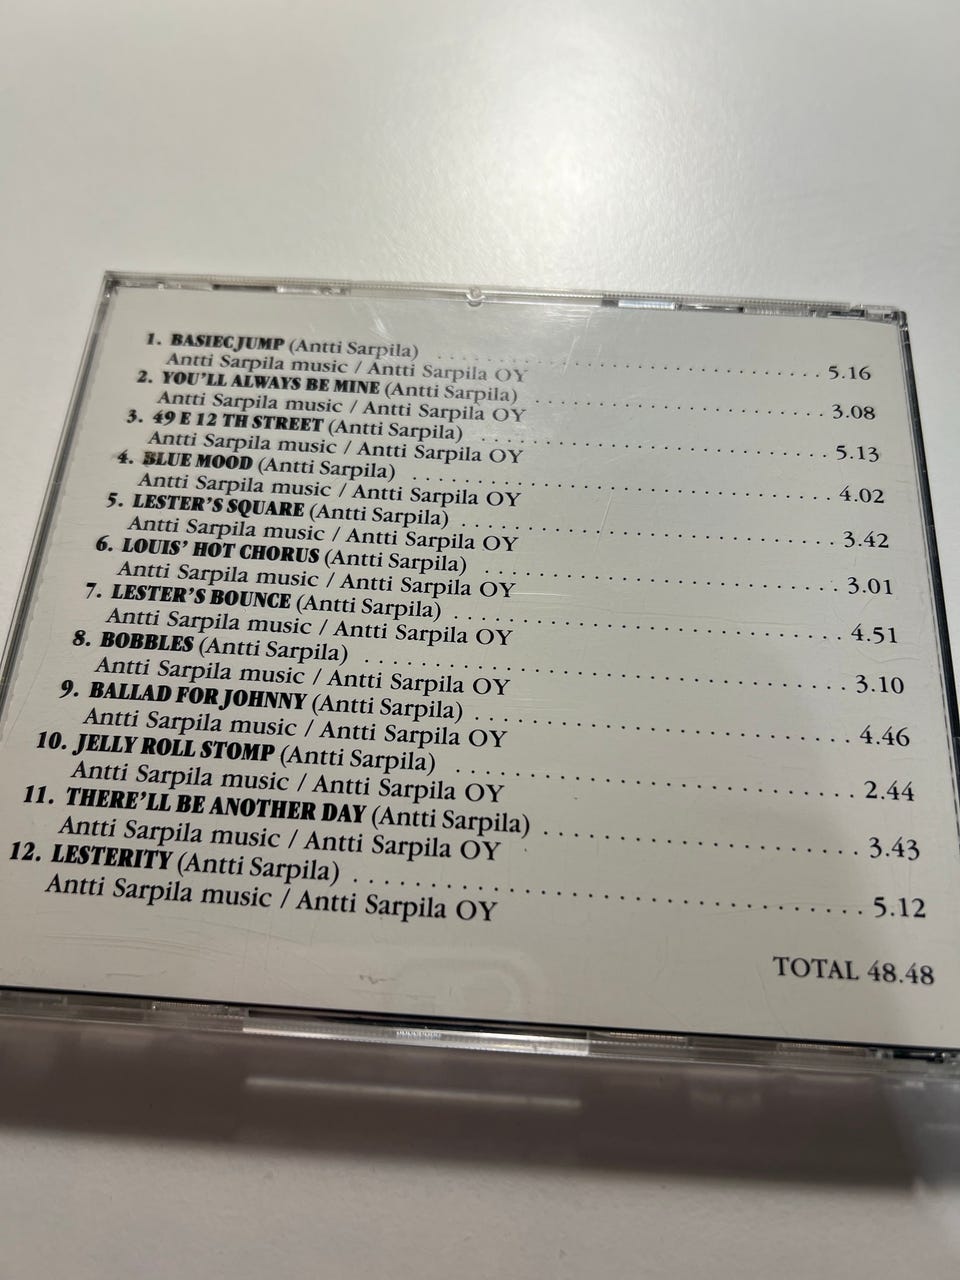 1. BASIECJUMP (Antti Sarpila) . . . . . . . . . . . . . . . . . . . . . . . . . . . . . . . . . . 5.16
Antti Sarpila music / Antti Sarpila OY
2. YOU'LL ALWAYS BE MINE (Antti Sarpila) . . . . . . . . . . . . . . . . . . . . . . . . . . 3.08
Antti Sarpila music / Antti Sarpila OY
3. 49 E 12 TH STREET (Antti Sarpila) . . . . . . . . . . . . . . . . . . . . . . . . . . . . . . 5.13
Antti Sarpila music / Antti Sarpila OY
4. BLUE MOOD (Antti Sarpila) . . . . . . . . . . . . . . . . . . . . . . . . . . . . . . . . . . . . 4.02
Antti Sarpila music / Antti Sarpila OY
5. LESTER'S SQUARE (Antti Sarpila) . . . . . . . . . . . . . . . . . . . . . . . . . . . . . . . 3.42
Antti Sarpila music / Antti Sarpila OY
6. LOUIS' HOT CHORUS (Antti Sarpila) . . . . . . . . . . . . . . . . . . . . . . . . . . . . . 3.01
Antti Sarpila music / Antti Sarpila OY
7. LESTER'S BOUNCE (Antti Sarpila) . . . . . . . . . . . . . . . . . . . . . . . . . . . . . . . 4.51
Antti Sarpila music / Antti Sarpila OY
8. BOBBLES (Antti Sarpila) . . . . . . . . . . . . . . . . . . . . . . . . . . . . . . . . . . . . . . 3.10
Antti Sarpila music / Antti Sarpila OY
9. BALLAD FOR JOHNNY (Antti Sarpila) . . . . . . . . . . . . . . . . . . . . . . . . . . . . . 4.46
Antti Sarpila music / Antti Sarpila OY
10. JELLY ROLL STOMP (Antti Sarpila) . . . . . . . . . . . . . . . . . . . . . . . . . . . . . . 2.44
Antti Sarpila music / Antti Sarpila OY
11. THERE'LL BE ANOTHER DAY (Antti Sarpila) . . . . . . . . . . . . . . . . . . . . . . . 3.43
Antti Sarpila music / Antti Sarpila OY
12. LESTERITY (Antti Sarpila) . . . . . . . . . . . . . . . . . . . . . . . . . . . . . . . . . . . . 5.12
Antti Sarpila music / Antti Sarpila OY
TOTAL 48.48